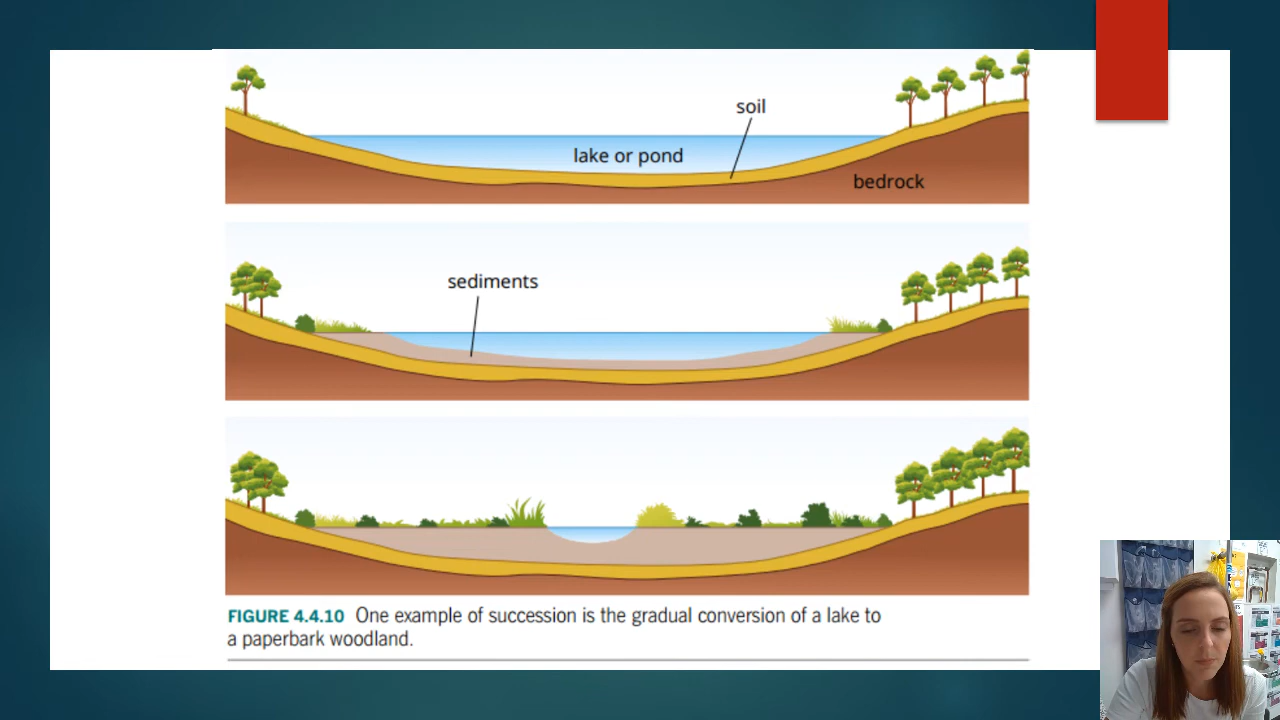 soil
lake or pond
bedrock
sediments
FIGURE 4.4.10 One example of succession is the gradual conversion of a lake to
a paperbark woodland.